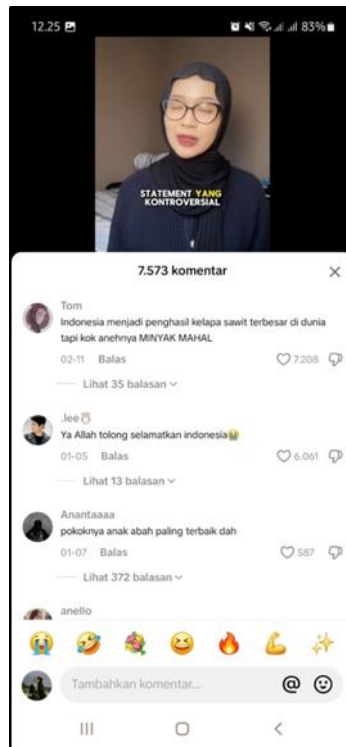 12.25
83%
STATEMENT YANG
KONTROVERSIAL
7.573 komentar
Tom
Indonesia menjadi penghasil kelapa sawit terbesar di dunia
tapi kok anehnya MINYAK MAHAL
02-11 Balas 7.208
Lihat 35 balasan
.lee
Ya Allah tolong selamatkan indonesia😭
01-05 Balas 6.061
Lihat 13 balasan
Anantaaaa
pokoknya anak abah paling terbaik dah
01-07 Balas 587
Lihat 372 balasan
anello
Tambahkan komentar... @